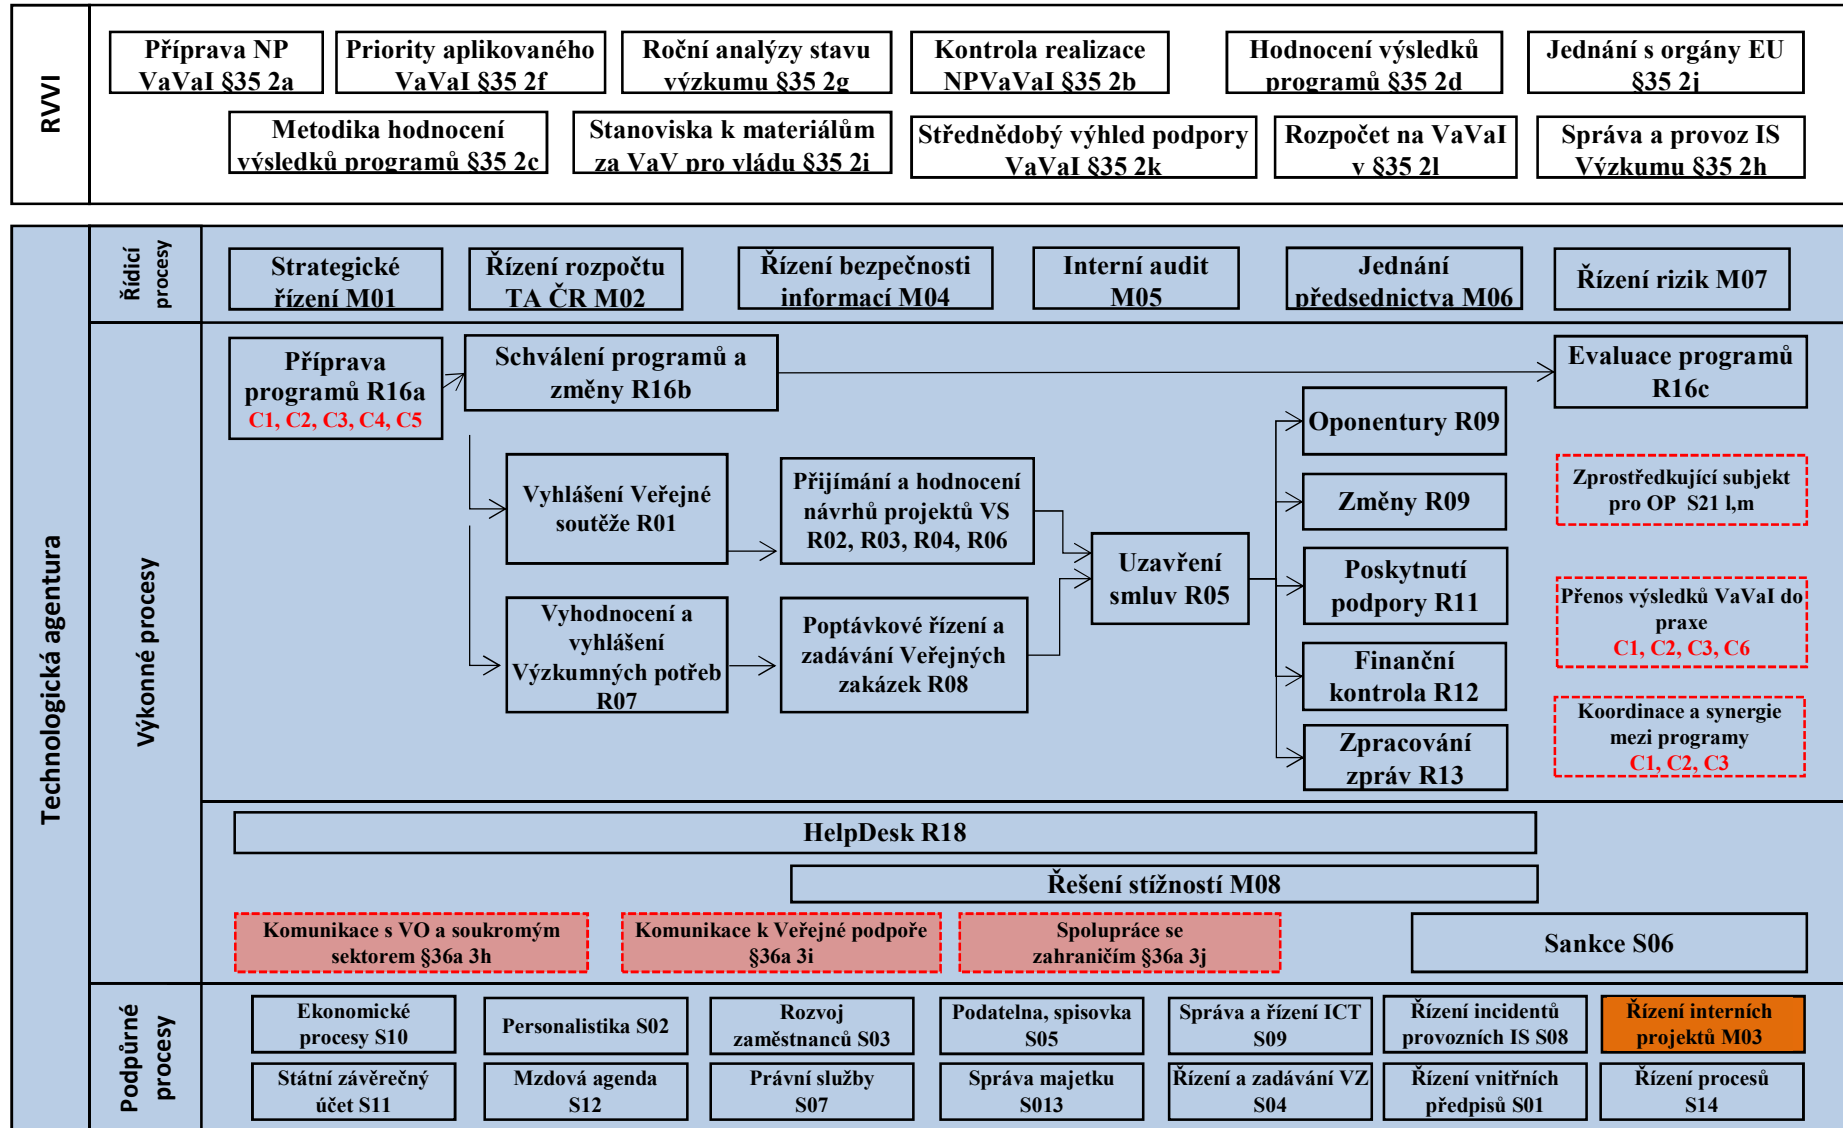 RVVI
Příprava NP
VaVaI §35 2a
Priority aplikovaného
VaVaI §35 2f
Roční analýzy stavu
výzkumu §35 2g
Kontrola realizace
NPVaVaI §35 2b
Hodnocení výsledků
programů §35 2d
Jednání s orgány EU
§35 2j
Metodika hodnocení
výsledků programů §35 2c
Stanoviska k materiálům
za VaV pro vládu §35 2i
Střednědobý výhled podpory
VaVaI §35 2k
Rozpočet na VaVaI
v §35 2l
Správa a provoz IS
Výzkumu §35 2h
Technologická agentura
Řídicí
procesy
Strategické
řízení M01
Řízení rozpočtu
TA ČR M02
Řízení bezpečnosti
informací M04
Interní audit
M05
Jednání
předsednictva M06
Řízení rizik M07
Výkonné procesy
Příprava
programů R16a
C1, C2, C3, C4, C5
Schválení programů a
změny R16b
Evaluace programů
R16c
Vyhlášení Veřejné
soutěže R01
Přijímání a hodnocení
návrhů projektů VS
R02, R03, R04, R06
Vyhodnocení a
vyhlášení
Výzkumných potřeb
R07
Poptávkové řízení a
zadávání Veřejných
zakázek R08
Uzavření
smluv R05
Oponentury R09
Změny R09
Poskytnutí
podpory R11
Finanční
kontrola R12
Zpracování
zpráv R13
Zprostředkující subjekt
pro OP  S21 l,m
Přenos výsledků VaVaI do
praxe
C1, C2, C3, C6
Koordinace a synergie
mezi programy
C1, C2, C3
HelpDesk R18
Řešení stížností M08
Komunikace s VO a soukromým
sektorem §36a 3h
Komunikace k Veřejné podpoře
§36a 3i
Spolupráce se
zahraničím §36a 3j
Sankce S06
Podpůrné
procesy
Ekonomické
procesy S10
Personalistika S02
Rozvoj
zaměstnanců S03
Podatelna, spisovka
S05
Správa a řízení ICT
S09
Řízení incidentů
provozních IS S08
Řízení interních
projektů M03
Státní závěrečný
účet S11
Mzdová agenda
S12
Právní služby
S07
Správa majetku
S013
Řízení a zadávání VZ
S04
Řízení vnitřních
předpisů S01
Řízení procesů
S14